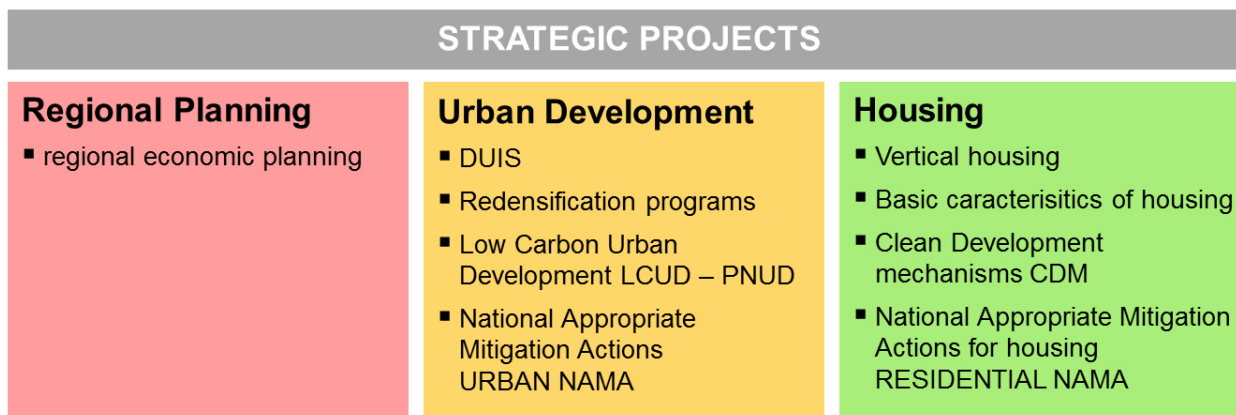 STRATEGIC PROJECTS
Regional Planning
▪ regional economic planning
Urban Development
▪ DUIS
▪ Redensification programs
▪ Low Carbon Urban
Development LCUD – PNUD
▪ National Appropriate
Mitigation Actions
URBAN NAMA
Housing
▪ Vertical housing
▪ Basic caracterisitics of housing
▪ Clean Development
mechanisms CDM
▪ National Appropriate Mitigation
Actions for housing
RESIDENTIAL NAMA